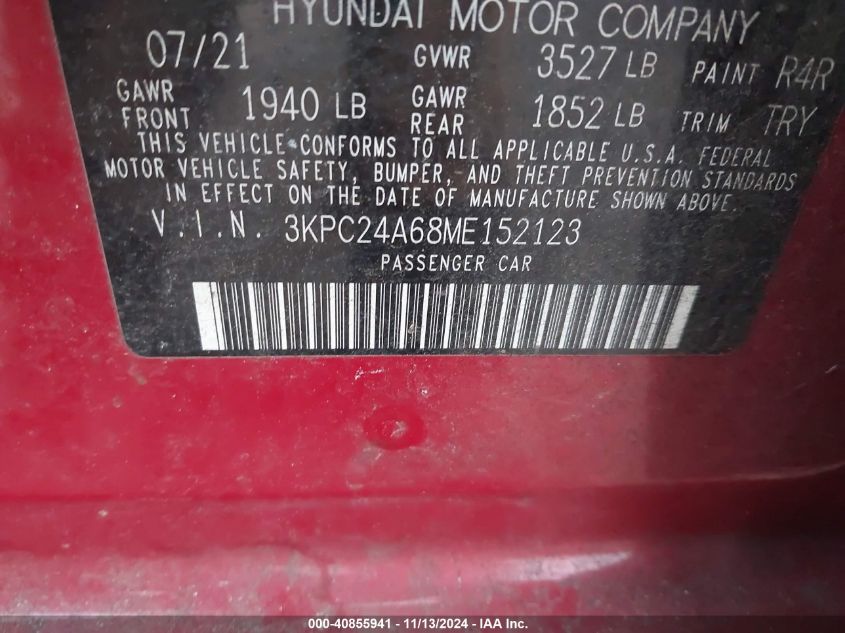 HYUNDAI MOTOR COMPANY
07/21 GVWR 3527 LB PAINT R4R
GAWR FRONT 1940 LB GAWR REAR 1852 LB TRIM TRY
THIS VEHICLE CONFORMS TO ALL APPLICABLE U.S.A. FEDERAL
MOTOR VEHICLE SAFETY, BUMPER, AND THEFT PREVENTION STANDARDS
IN EFFECT ON THE DATE OF MANUFACTURE SHOWN ABOVE.
V.I.N. 3KPC24A68ME152123
PASSENGER CAR
000-40855941 - 11/13/2024 - IAA Inc.